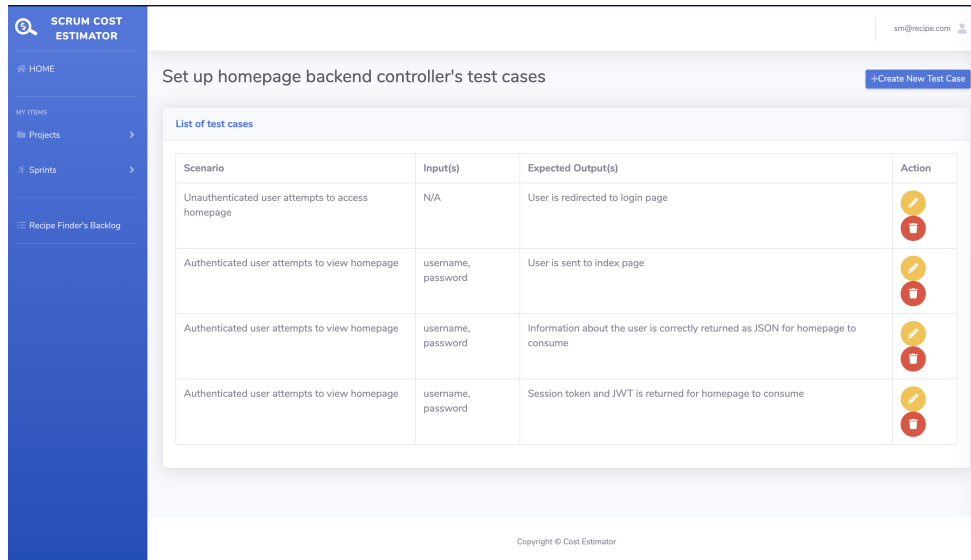 SCRUM COST
ESTIMATOR
sm@recipe.com
HOME
MY ITEMS
Projects
Sprints
Recipe Finder's Backlog
Set up homepage backend controller's test cases
+Create New Test Case
List of test cases
Scenario Input(s) Expected Output(s) Action
Unauthenticated user attempts to access N/A User is redirected to login page
homepage
Authenticated user attempts to view homepage username, User is sent to index page
password
Authenticated user attempts to view homepage username, Information about the user is correctly returned as JSON for homepage to
password consume
Authenticated user attempts to view homepage username, Session token and JWT is returned for homepage to consume
password
Copyright © Cost Estimator